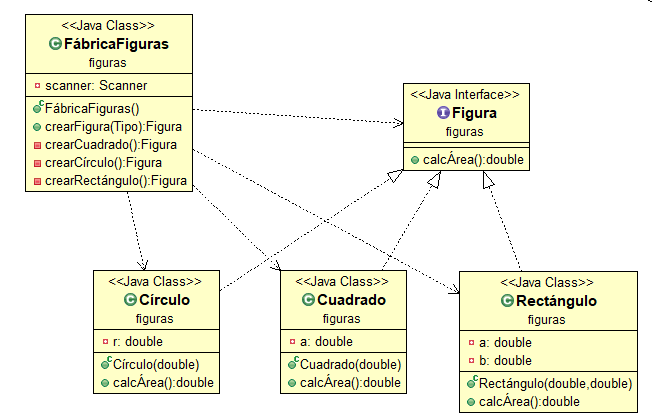 <<Java Class>>
FábricaFiguras
figuras
scanner: Scanner
FábricaFiguras()
crearFigura(Tipo):Figura
crearCuadrado():Figura
crearCírculo():Figura
crearRectángulo():Figura
<<Java Interface>>
Figura
figuras
calcÁrea():double
<<Java Class>>
Círculo
figuras
r: double
Círculo(double)
calcÁrea():double
<<Java Class>>
Cuadrado
figuras
a: double
Cuadrado(double)
calcÁrea():double
<<Java Class>>
Rectángulo
figuras
a: double
b: double
Rectángulo(double,double)
calcÁrea():double